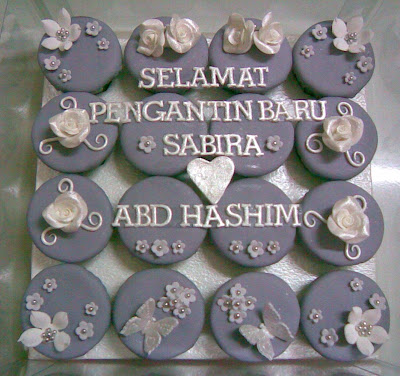 SELAMAT
PENGANTIN BARU
SABIRA
ABD HASHIM